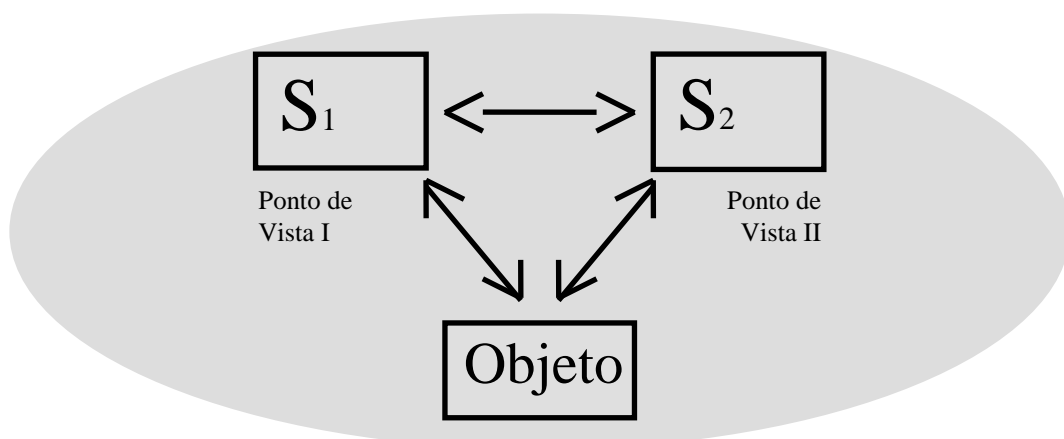 S1
S2
Ponto de
Vista I
Ponto de
Vista II
Objeto